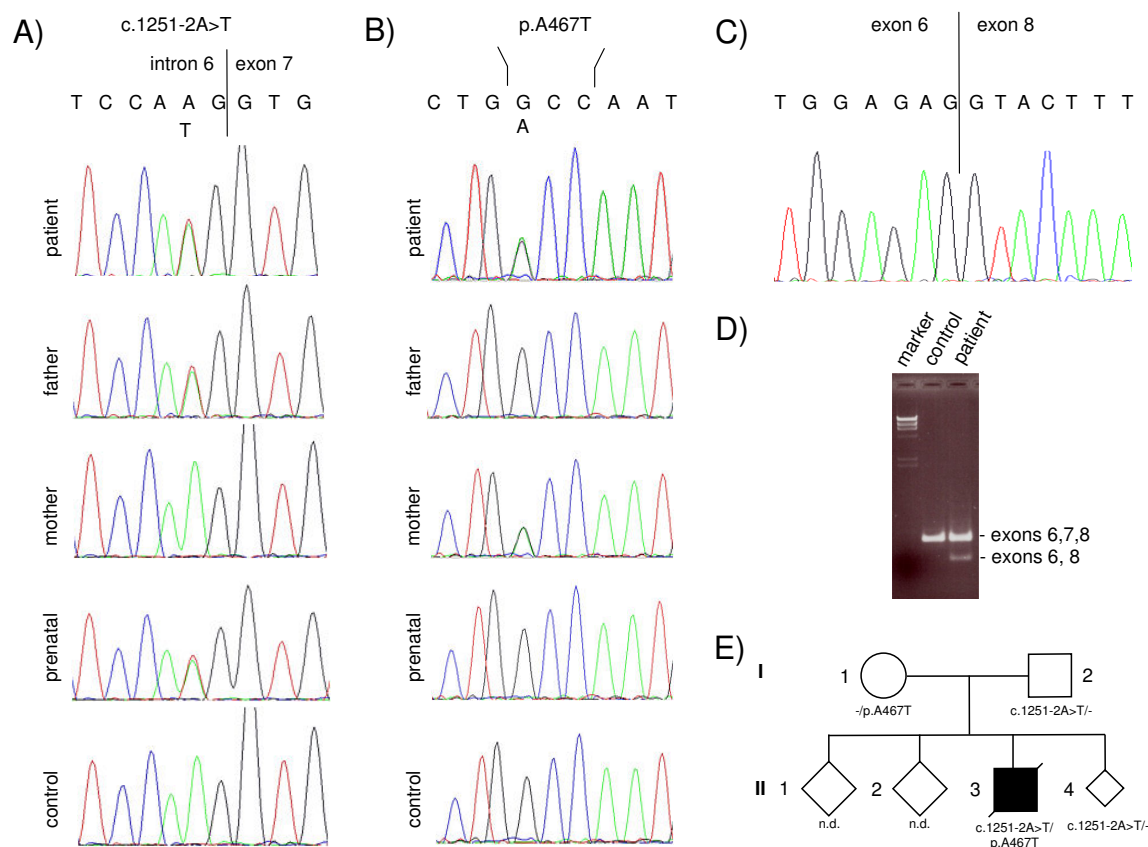 A)
c.1251-2A>T
intron 6 exon 7
T C C A A G G T G
T
patient
father
mother
prenatal
control
B)
p.A467T
C T G G C C A A T
A
patient
father
mother
prenatal
control
C)
exon 6 exon 8
T G G A G A G G T A C T T T
D)
marker
control
patient
- exons 6,7,8
- exons 6, 8
E)
I 1 2
-/p.A467T c.1251-2A>T/-
II 1 2 3 4
n.d. n.d. c.1251-2A>T/ c.1251-2A>T/-
p.A467T